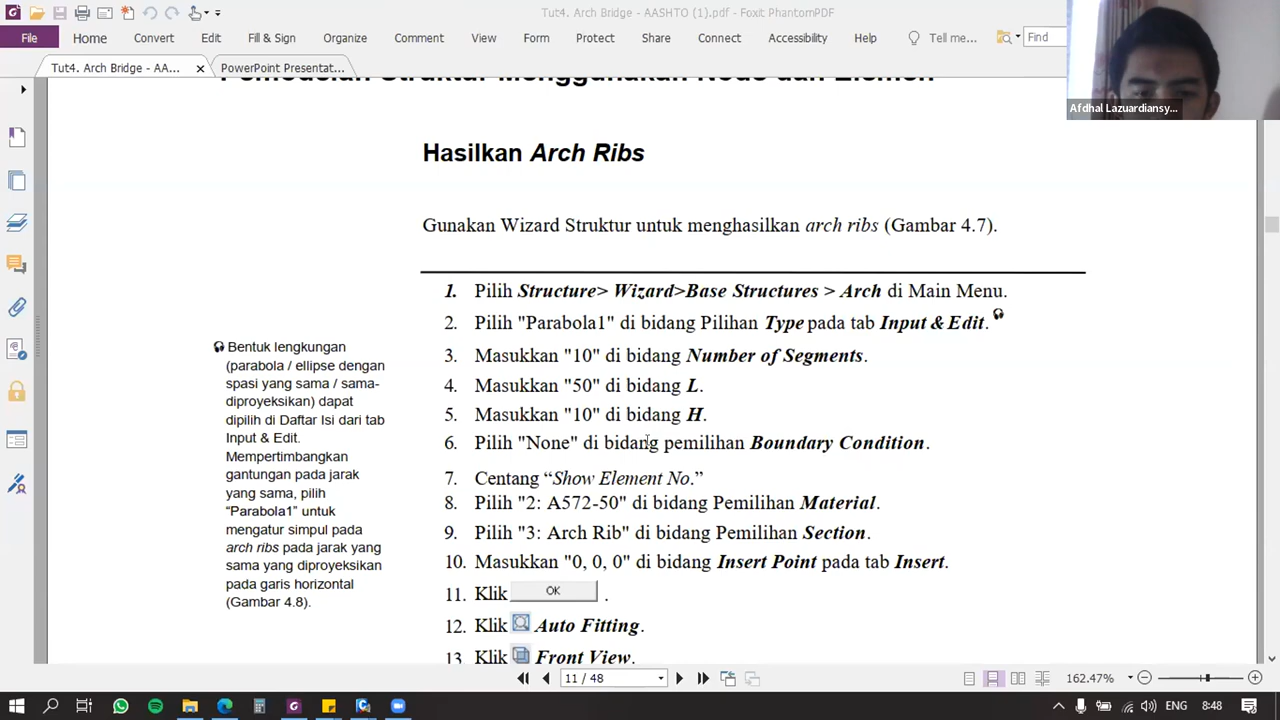 Tut4. Arch Bridge - AASHTO (1).pdf - Foxit PhantomPDF
File Home Convert Edit Fill & Sign Organize Comment View Form Protect Share Connect Accessibility Help Tell me... Find
Tut4. Arch Bridge - AA... PowerPoint Presentat...
Afdhal Lazuardiansy...
Hasilkan Arch Ribs
Gunakan Wizard Struktur untuk menghasilkan arch ribs (Gambar 4.7).
1. Pilih Structure> Wizard>Base Structures > Arch di Main Menu.
2. Pilih "Parabola1" di bidang Pilihan Type pada tab Input & Edit.
3. Masukkan "10" di bidang Number of Segments.
4. Masukkan "50" di bidang L.
5. Masukkan "10" di bidang H.
6. Pilih "None" di bidang pemilihan Boundary Condition.
7. Centang “Show Element No.”
8. Pilih "2: A572-50" di bidang Pemilihan Material.
9. Pilih "3: Arch Rib" di bidang Pemilihan Section.
10. Masukkan "0, 0, 0" di bidang Insert Point pada tab Insert.
11. Klik OK .
12. Klik Auto Fitting.
13. Klik Front View.
Bentuk lengkungan
(parabola / ellipse dengan
spasi yang sama / sama-
diproyeksikan) dapat
dipilih di Daftar Isi dari tab
Input & Edit.
Mempertimbangkan
gantungan pada jarak
yang sama, pilih
“Parabola1” untuk
mengatur simpul pada
arch ribs pada jarak yang
sama yang diproyeksikan
pada garis horizontal
(Gambar 4.8).
11 / 48
162.47%
ENG 8:48